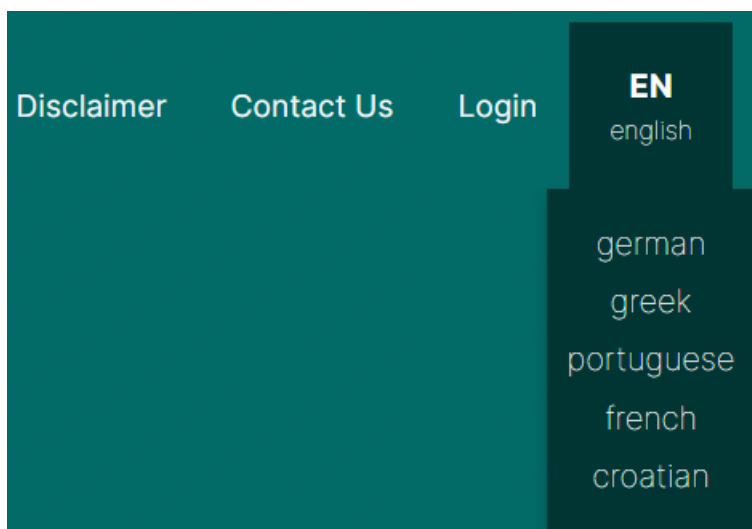 Disclaimer Contact Us Login EN
english
german
greek
portuguese
french
croatian